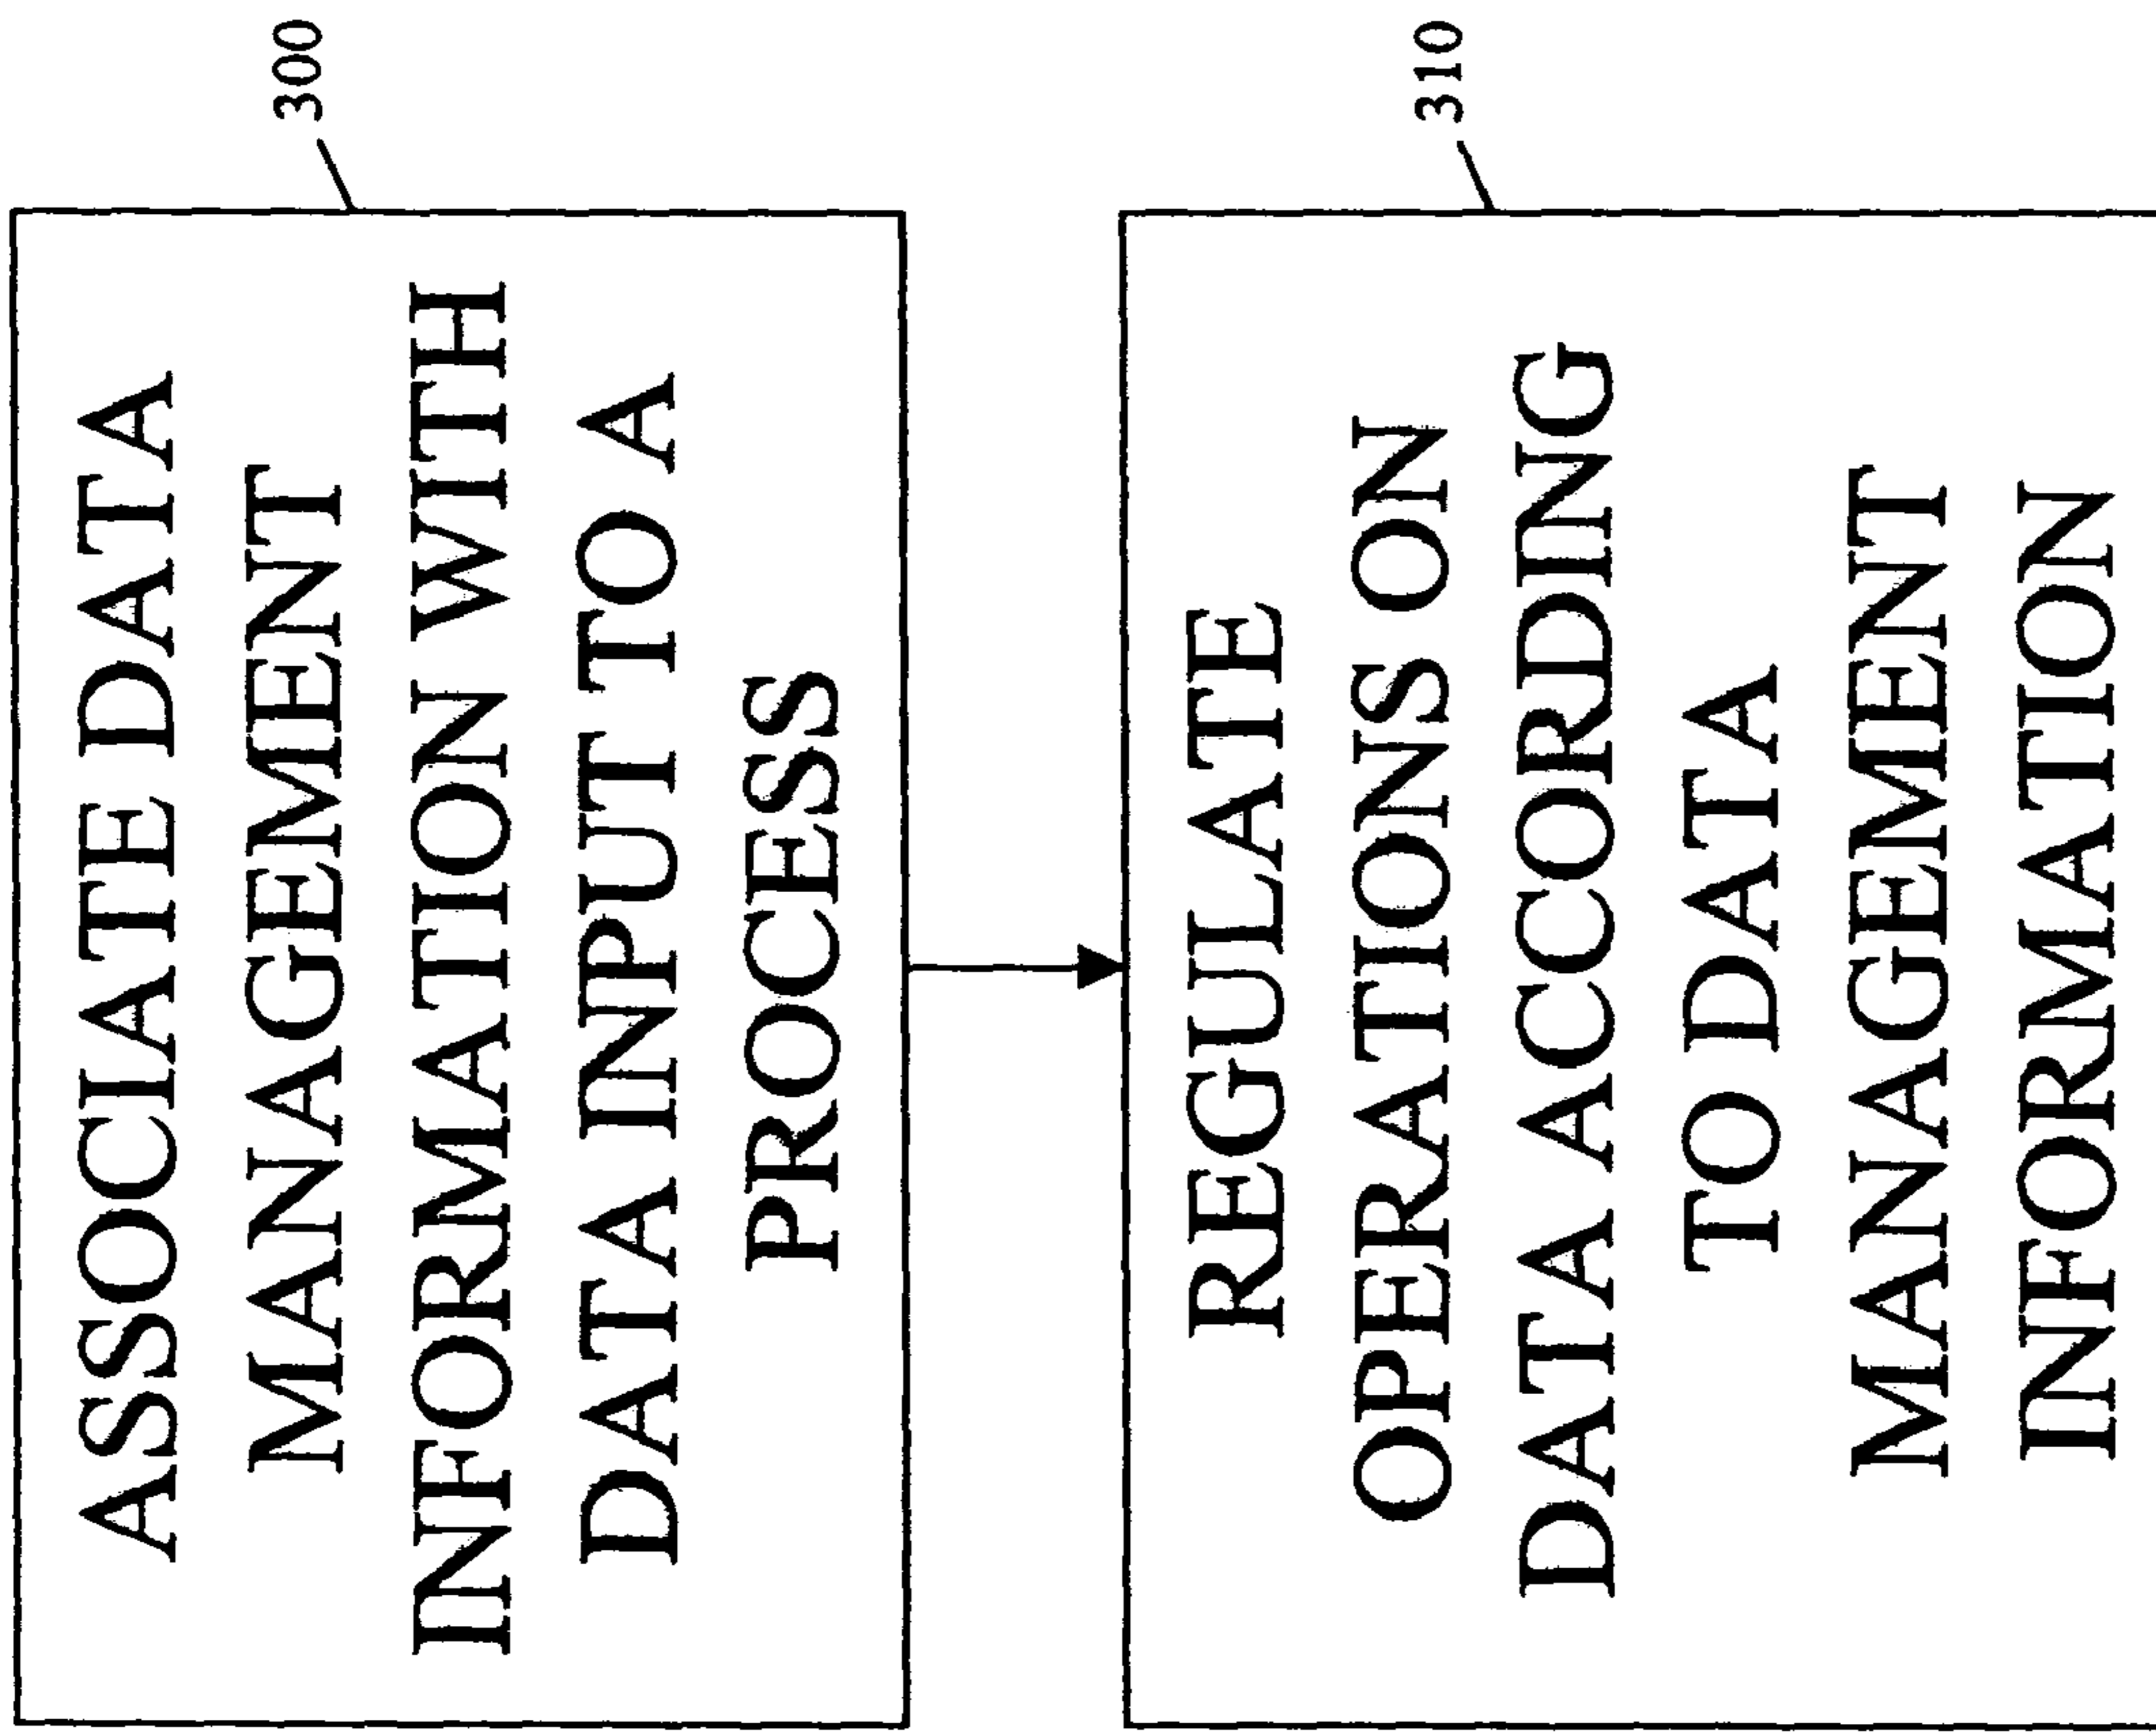 300
ASSOCIATE DATA
MANAGEMENT
INFORMATION WITH
DATA INPUT TO A
PROCESS
310
REGULATE
OPERATIONS ON
DATA ACCORDING
TO DATA
MANAGEMENT
INFORMATION